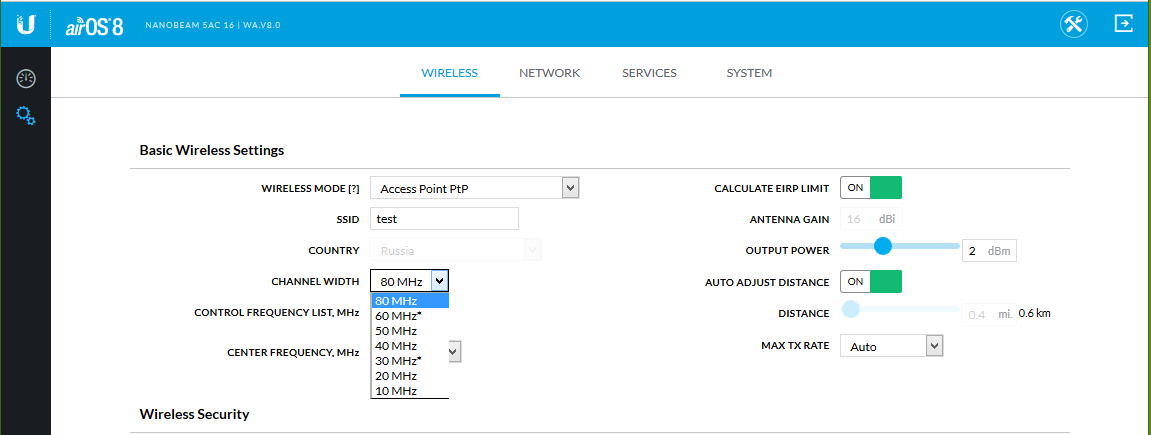 airOS 8 NANOBEAM 5AC 16 | WA.V8.0
WIRELESS NETWORK SERVICES SYSTEM
Basic Wireless Settings
WIRELESS MODE [?] Access Point PtP
SSID test
COUNTRY Russia
CHANNEL WIDTH 80 MHz
80 MHz
60 MHz*
50 MHz
40 MHz
30 MHz*
20 MHz
10 MHz
CONTROL FREQUENCY LIST, MHz
CENTER FREQUENCY, MHz
CALCULATE EIRP LIMIT ON
ANTENNA GAIN 16 dBi
OUTPUT POWER 2 dBm
AUTO ADJUST DISTANCE ON
DISTANCE 0.4 mi. 0.6 km
MAX TX RATE Auto
Wireless Security